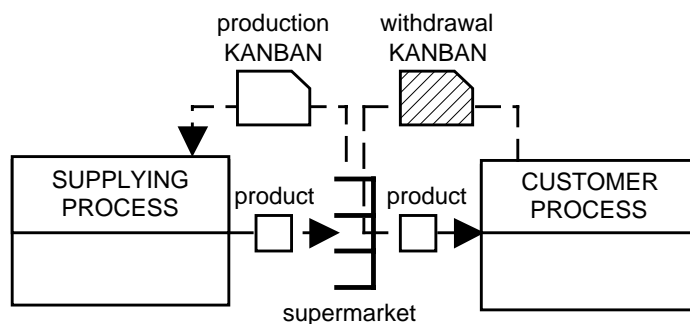 production
KANBAN
withdrawal
KANBAN
SUPPLYING
PROCESS
product
product
CUSTOMER
PROCESS
supermarket